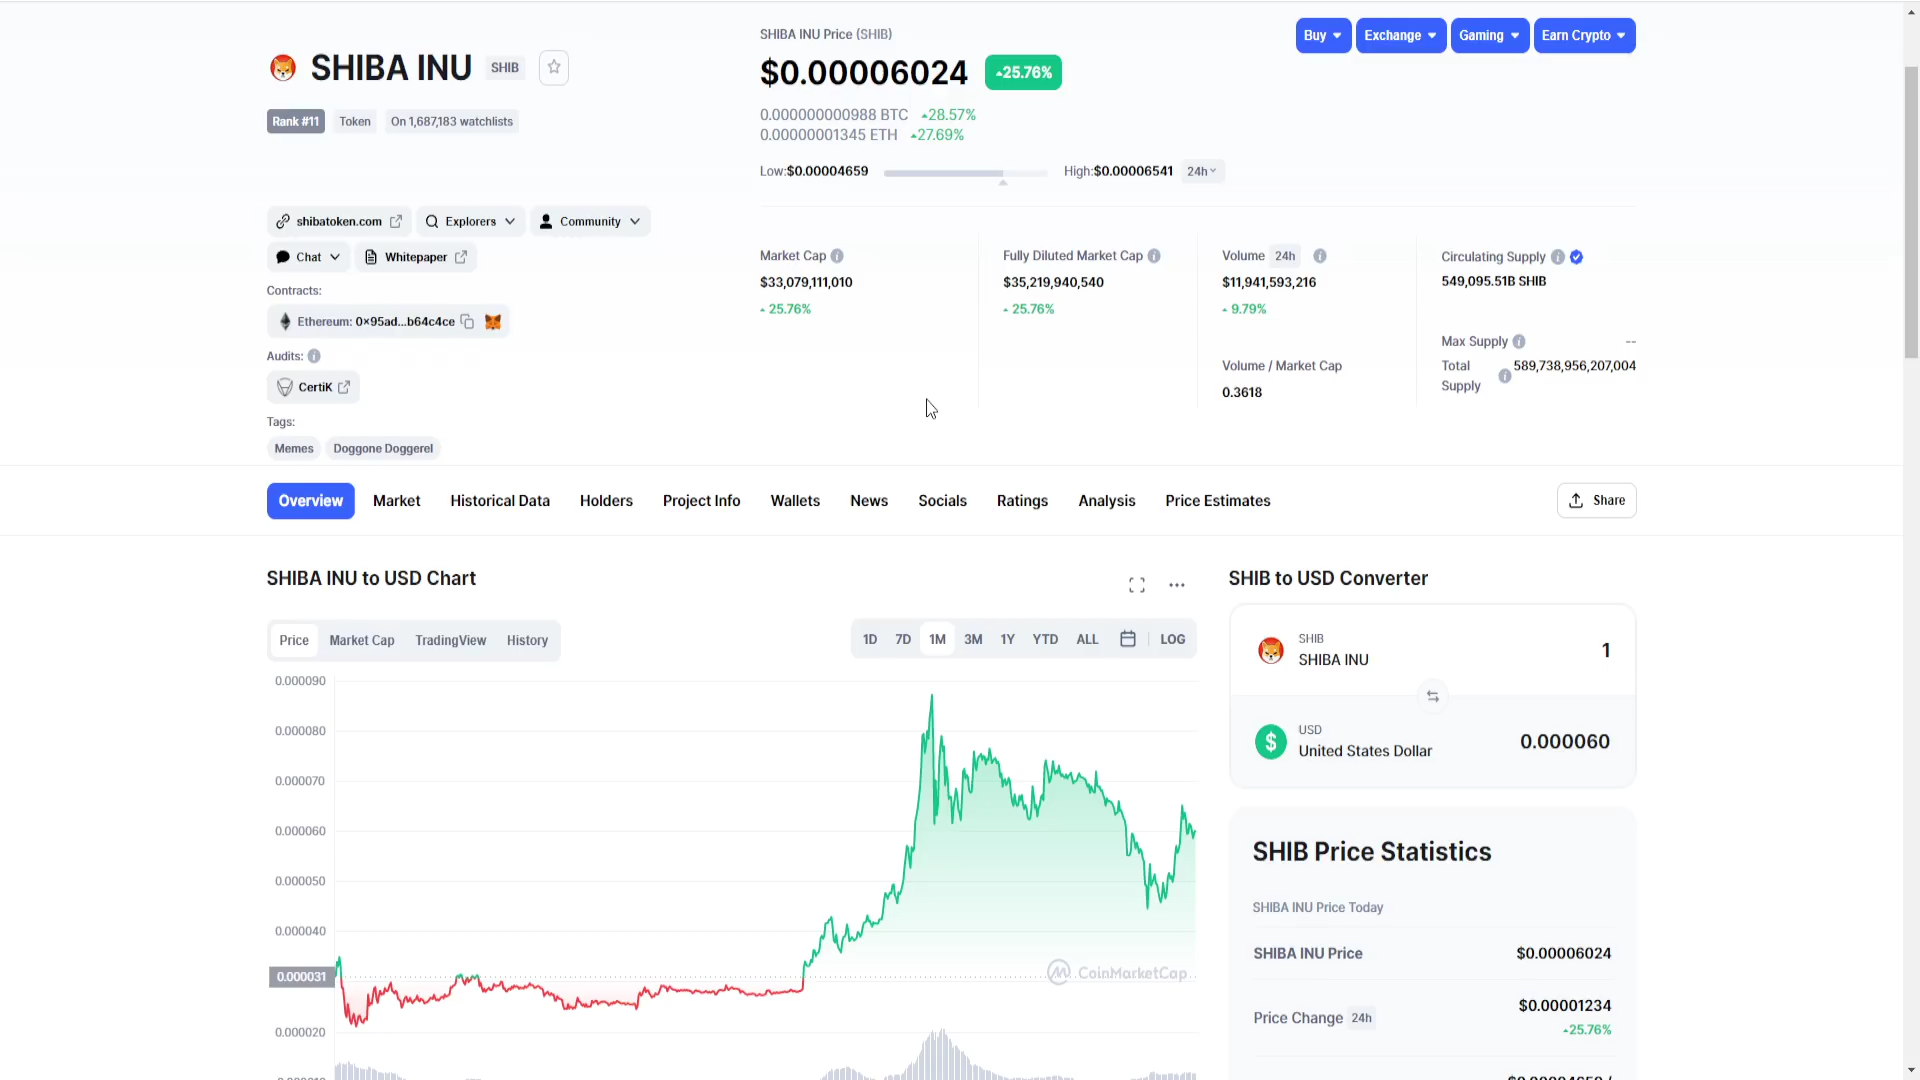 SHIBA INU SHIB
Rank #11 Token On 1,687,183 watchlists
shibatoken.com Explorers Community
Chat Whitepaper
Contracts:
Ethereum: 0x95ad...b64c4ce
Audits:
CertiK
Tags:
Memes Doggone Doggerel
SHIBA INU Price (SHIB)
$0.00006024 25.76%
0.000000000988 BTC 28.57%
0.00000001345 ETH 27.69%
Low:$0.00004659 High:$0.00006541 24h
Buy Exchange Gaming Earn Crypto
Market Cap
$33,079,111,010
25.76%
Fully Diluted Market Cap
$35,219,940,540
25.76%
Volume 24h
$11,941,593,216
9.79%
Volume / Market Cap
0.3618
Circulating Supply
549,095.51B SHIB
Max Supply --
Total Supply 589,738,956,207,004
Overview Market Historical Data Holders Project Info Wallets News Socials Ratings Analysis Price Estimates Share
SHIBA INU to USD Chart
Price Market Cap TradingView History
1D 7D 1M 3M 1Y YTD ALL LOG
0.000090
0.000080
0.000070
0.000060
0.000050
0.000040
0.000031
0.000020
CoinMarketCap
SHIB to USD Converter
SHIB
SHIBA INU
1
USD
United States Dollar
0.000060
SHIB Price Statistics
SHIBA INU Price Today
SHIBA INU Price $0.00006024
Price Change 24h $0.00001234
25.76%